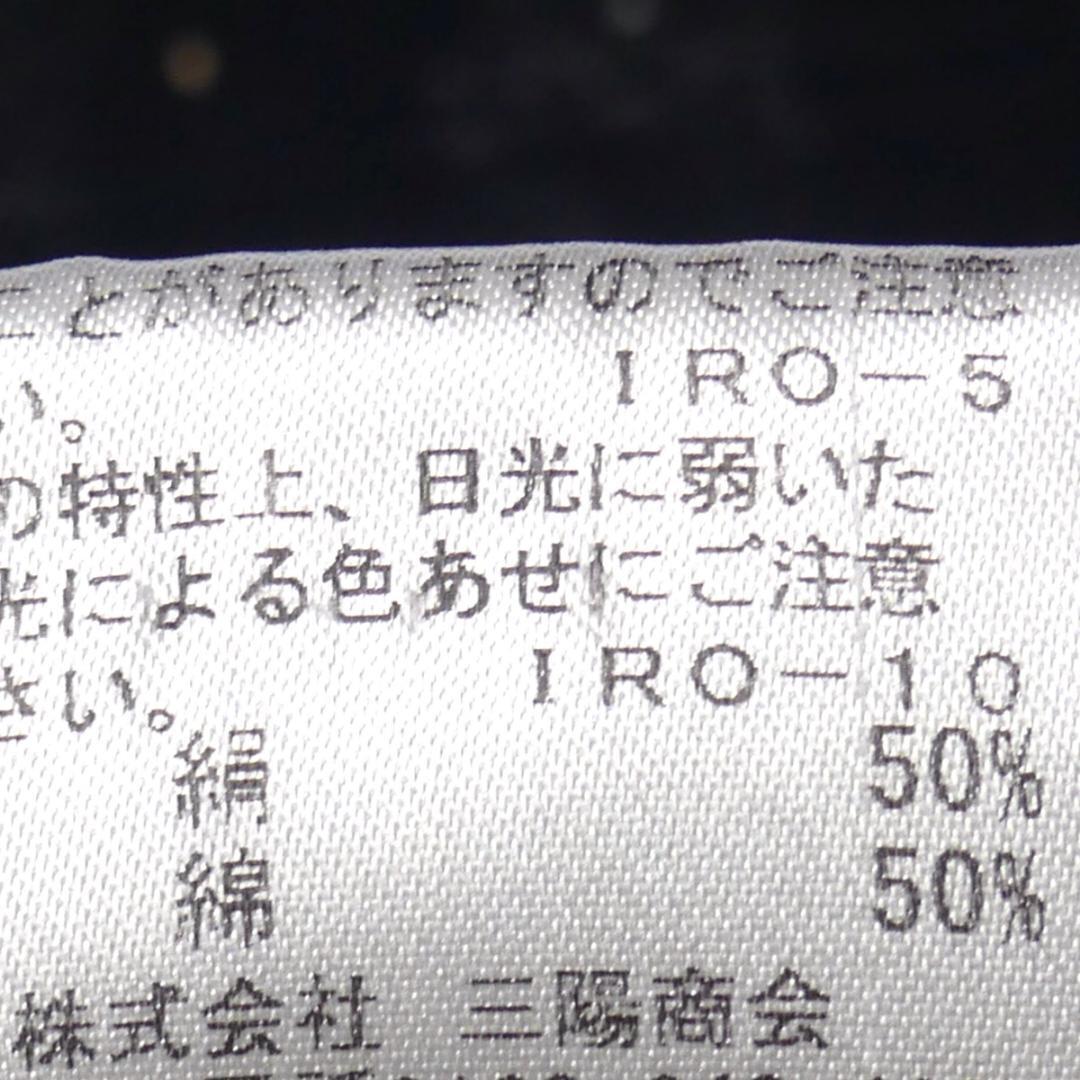 ことがありますのでご注意
い。 IRO-5
の特性上、日光に弱いた
光による色あせにご注意
さい。 IRO-10
絹 50%
綿 50%
株式会社 三陽商会